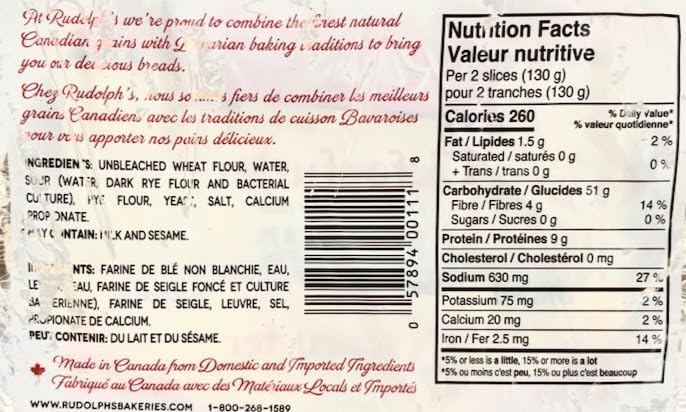 At Rudolph's we're proud to combine the finest natural
Canadian grains with Bavarian baking traditions to bring
you our delicious breads.
Chez Rudolph's, nous sommes fiers de combiner les meilleurs
grains Canadiens avec les traditions de cuisson Bavaroises
pour vous apporter nos pains délicieux.
INGREDIENTS: UNBLEACHED WHEAT FLOUR, WATER,
SOUR (WATER, DARK RYE FLOUR AND BACTERIAL
CULTURE), RYE FLOUR, YEAST, SALT, CALCIUM
PROPIONATE.
MAY CONTAIN: MILK AND SESAME.
INGRÉDIENTS: FARINE DE BLÉ NON BLANCHIE, EAU,
EAU, FARINE DE SEIGLE FONCÉ ET CULTURE
BACTERIENNE), FARINE DE SEIGLE, LEUVRE, SEL,
PROPIONATE DE CALCIUM.
PEUT CONTENIR: DU LAIT ET DU SÉSAME.
Made in Canada from Domestic and Imported Ingredients
Fabriqué au Canada avec des Matériaux Locals et Importés
WWW.RUDOLPHSBAKERIES.COM 1-800-268-1589
0 57894 00111 8
Nutrition Facts
Valeur nutritive
Per 2 slices (130 g)
pour 2 tranches (130 g)
Calories 260 % Daily Value*
% valeur quotidienne*
Fat / Lipides 1.5 g 2 %
Saturated / saturés 0 g
+ Trans / trans 0 g 0 %
Carbohydrate / Glucides 51 g
Fibre / Fibres 4 g 14 %
Sugars / Sucres 0 g 0 %
Protein / Protéines 9 g
Cholesterol / Cholestérol 0 mg
Sodium 630 mg 27 %
Potassium 75 mg 2 %
Calcium 20 mg 2 %
Iron / Fer 2.5 mg 14 %
*5% or less is a little, 15% or more is a lot
*5% ou moins c'est peu, 15% ou plus c'est beaucoup